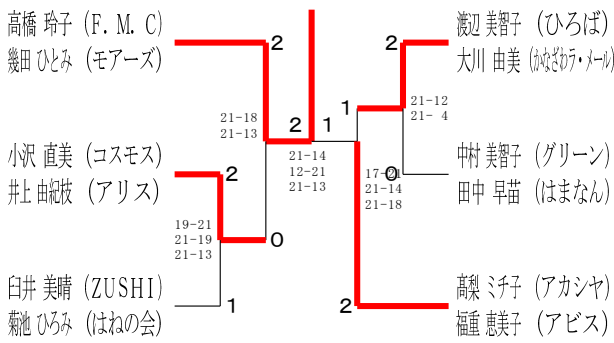 高橋 玲子 (F. M. C)
幾田 ひとみ (モアーズ)
2
21-18
21-13
小沢 直美 (コスモス)
井上 由紀枝 (アリス)
2
19-21
21-19
21-13
0
臼井 美晴 (ZUSHI)
菊池 ひろみ (はねの会)
1
2
1
21-14
12-21
21-13
渡辺 美智子 (ひろば)
大川 由美 (かなざわラ・メール)
2
1
21-12
21- 4
中村 美智子 (グリーン)
田中 早苗 (はまなん)
0
17-21
21-14
21-18
髙梨 ミチ子 (アカシヤ)
福重 恵美子 (アビス)
2